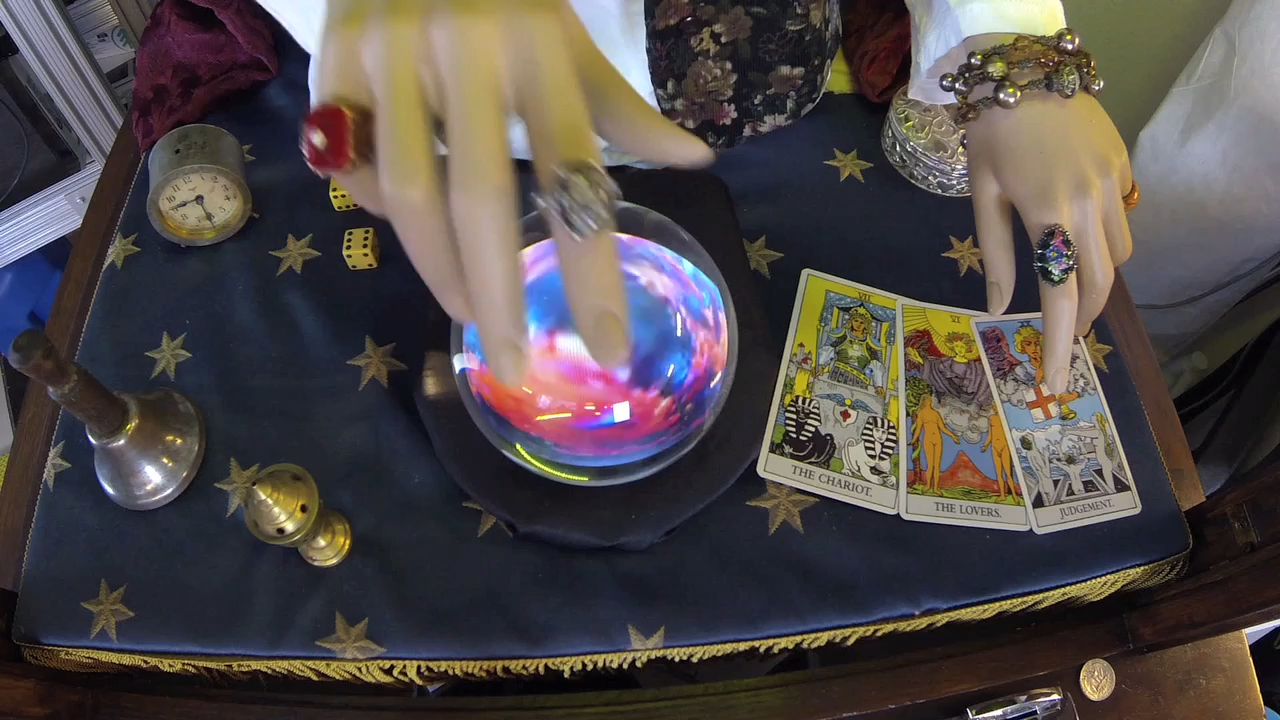 VII
THE CHARIOT.
VI
THE LOVERS.
JUDGEMENT.